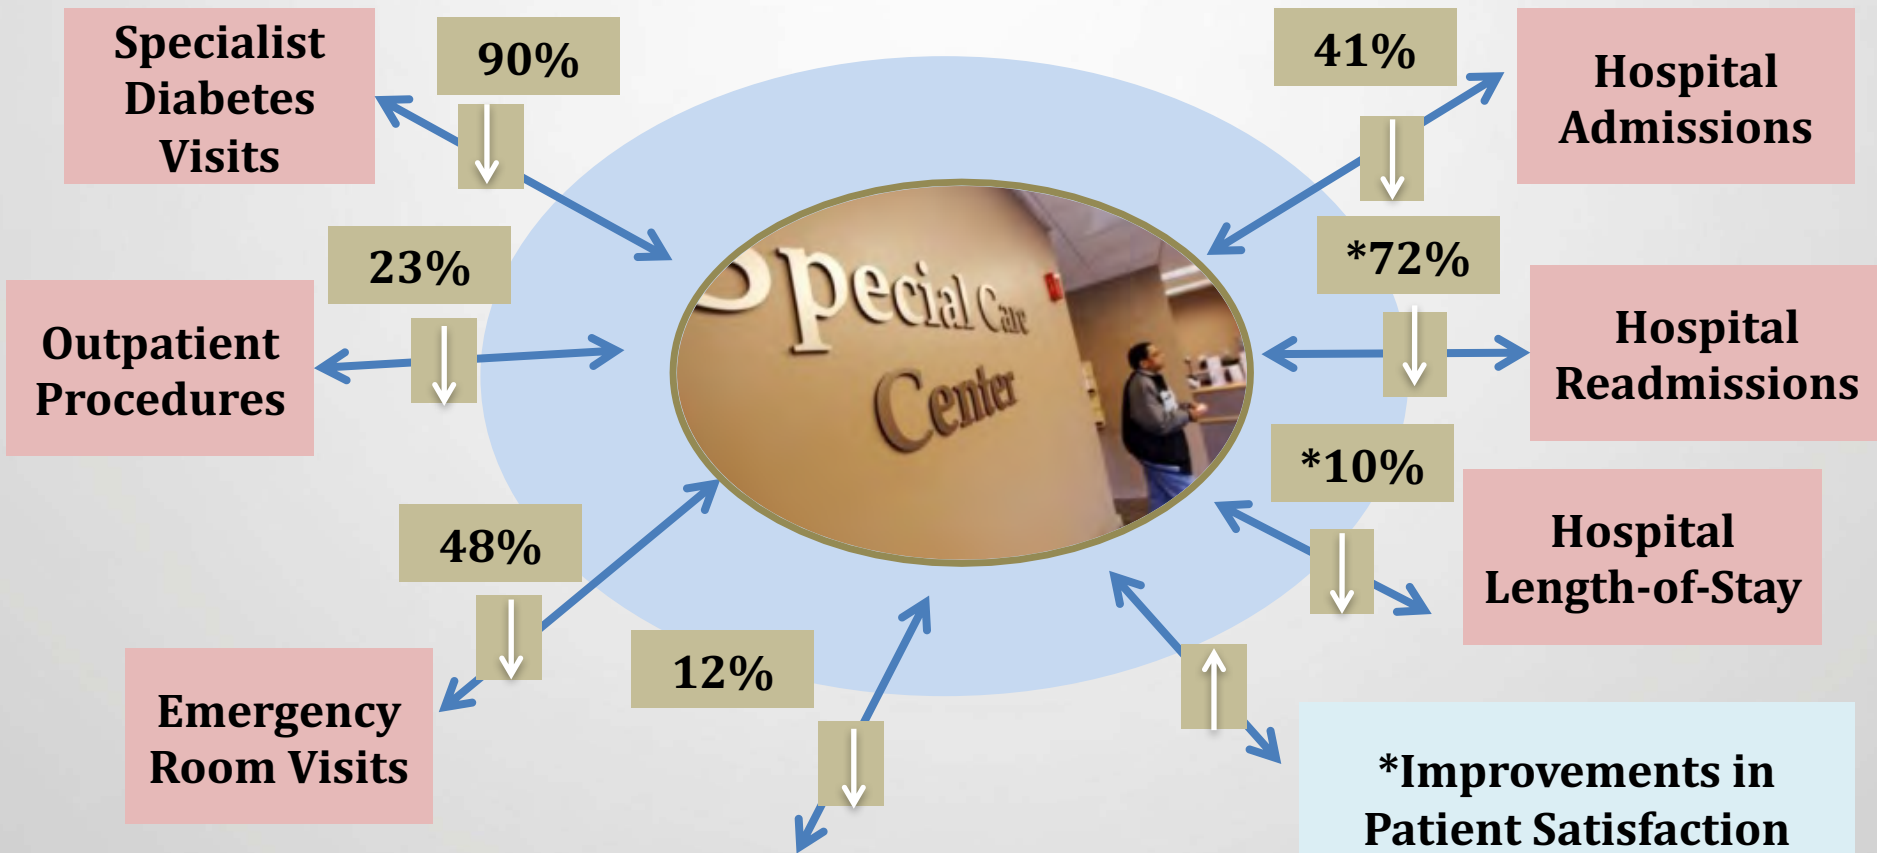 Specialist
Diabetes
Visits
90%
41%
Hospital
Admissions
23%
*72%
Outpatient
Procedures
Special Care
Center
Hospital
Readmissions
*10%
48%
Hospital
Length-of-Stay
12%
Emergency
Room Visits
*Improvements in
Patient Satisfaction